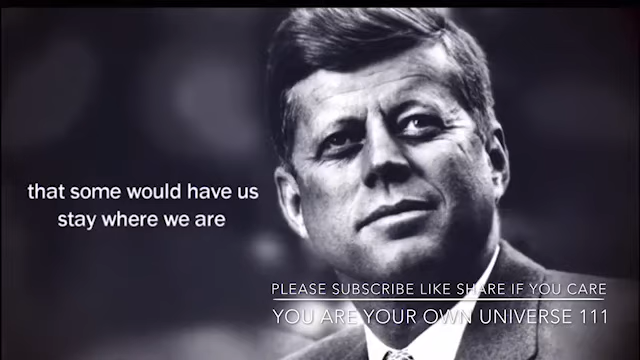 that some would have us
stay where we are
PLEASE SUBSCRIBE LIKE SHARE IF YOU CARE
YOU ARE YOUR OWN UNIVERSE 111